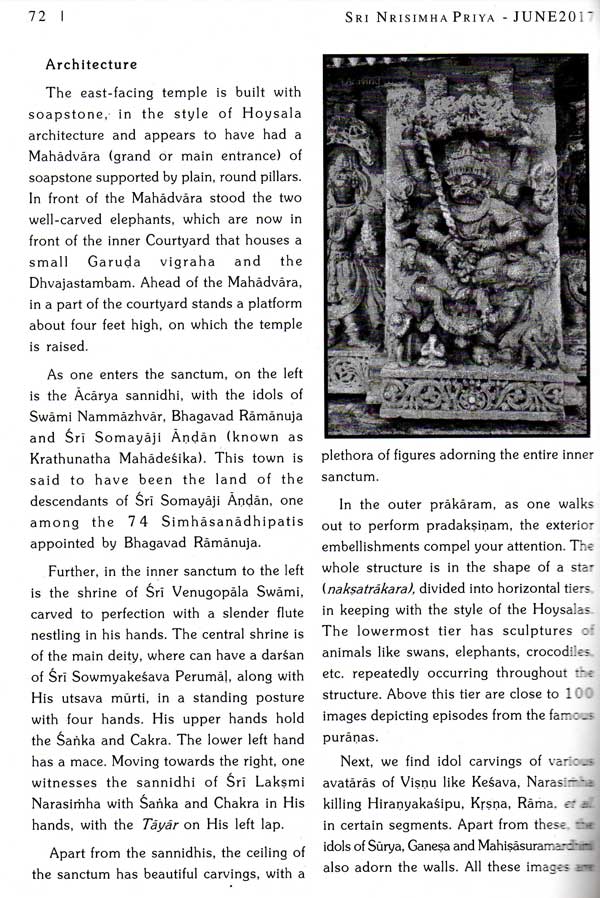 72 |
SRI NRISIMHA PRIYA - JUNE2017
Architecture
The east-facing temple is built with
soapstone, in the style of Hoysala
architecture and appears to have had a
Mahādvāra (grand or main entrance) of
soapstone supported by plain, round pillars.
In front of the Mahādvāra stood the two
well-carved elephants, which are now in
front of the inner Courtyard that houses a
small Garuḍa vigraha and the
Dhvajastambam. Ahead of the Mahādvāra,
in a part of the courtyard stands a platform
about four feet high, on which the temple
is raised.
As one enters the sanctum, on the left
is the Ācārya sannidhi, with the idols of
Swāmi Nammāzhvār, Bhagavad Rāmānuja
and Śrī Somayāji Āṇḍān (known as
Krathunatha Mahādeśika). This town is
said to have been the land of the
descendants of Śrī Somayāji Āṇḍān, one
among the 74 Simhāsanādhipatis
appointed by Bhagavad Rāmānuja.
Further, in the inner sanctum to the left
is the shrine of Śrī Venugopāla Swāmi,
carved to perfection with a slender flute
nestling in his hands. The central shrine is
of the main deity, where can have a darśan
of Śrī Sowmyakeśava Perumāḷ, along with
His utsava mūrti, in a standing posture
with four hands. His upper hands hold
the Śaṅka and Cakra. The lower left hand
has a mace. Moving towards the right, one
witnesses the sannidhi of Śrī Lakṣmi
Narasiṁha with Śaṅka and Chakra in His
hands, with the Tāyār on His left lap.
Apart from the sannidhis, the ceiling of
the sanctum has beautiful carvings, with a
plethora of figures adorning the entire inner
sanctum.
In the outer prākāram, as one walks
out to perform pradakṣiṇam, the exterior
embellishments compel your attention. The
whole structure is in the shape of a star
(nakṣatrākara), divided into horizontal tiers
in keeping with the style of the Hoysalas.
The lowermost tier has sculptures of
animals like swans, elephants, crocodiles,
etc. repeatedly occurring throughout the
structure. Above this tier are close to 100
images depicting episodes from the famous
purāṇas.
Next, we find idol carvings of various
avatārās of Viṣṇu like Keśava, Narasiṁha
killing Hiraṇyakaśipu, Kṛṣṇa, Rāma, et al.
in certain segments. Apart from these, the
idols of Sūrya, Gaṇeṣa and Mahiṣāsuramardhini
also adorn the walls. All these images are